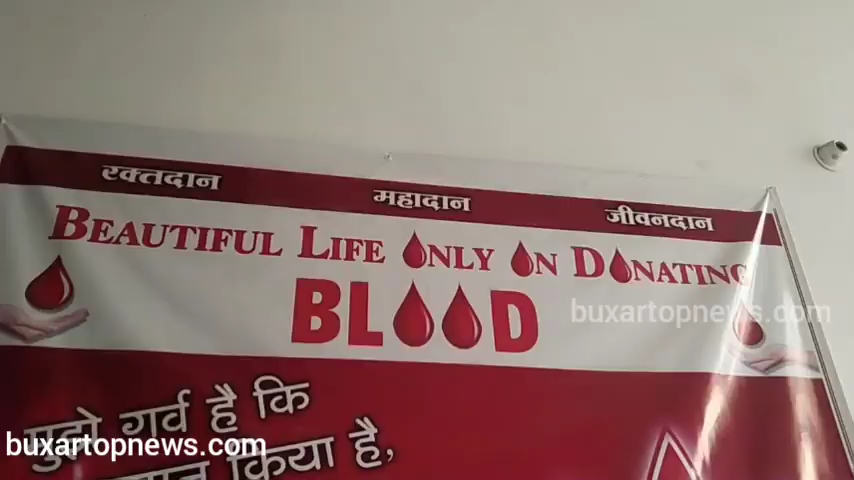 रक्तदान महादान जीवनदान
BEAUTIFUL LIFE ONLY ON DONATING
BLOOD
buxartopnews.com
मुझे गर्व है कि
किया है,
buxartopnews.com